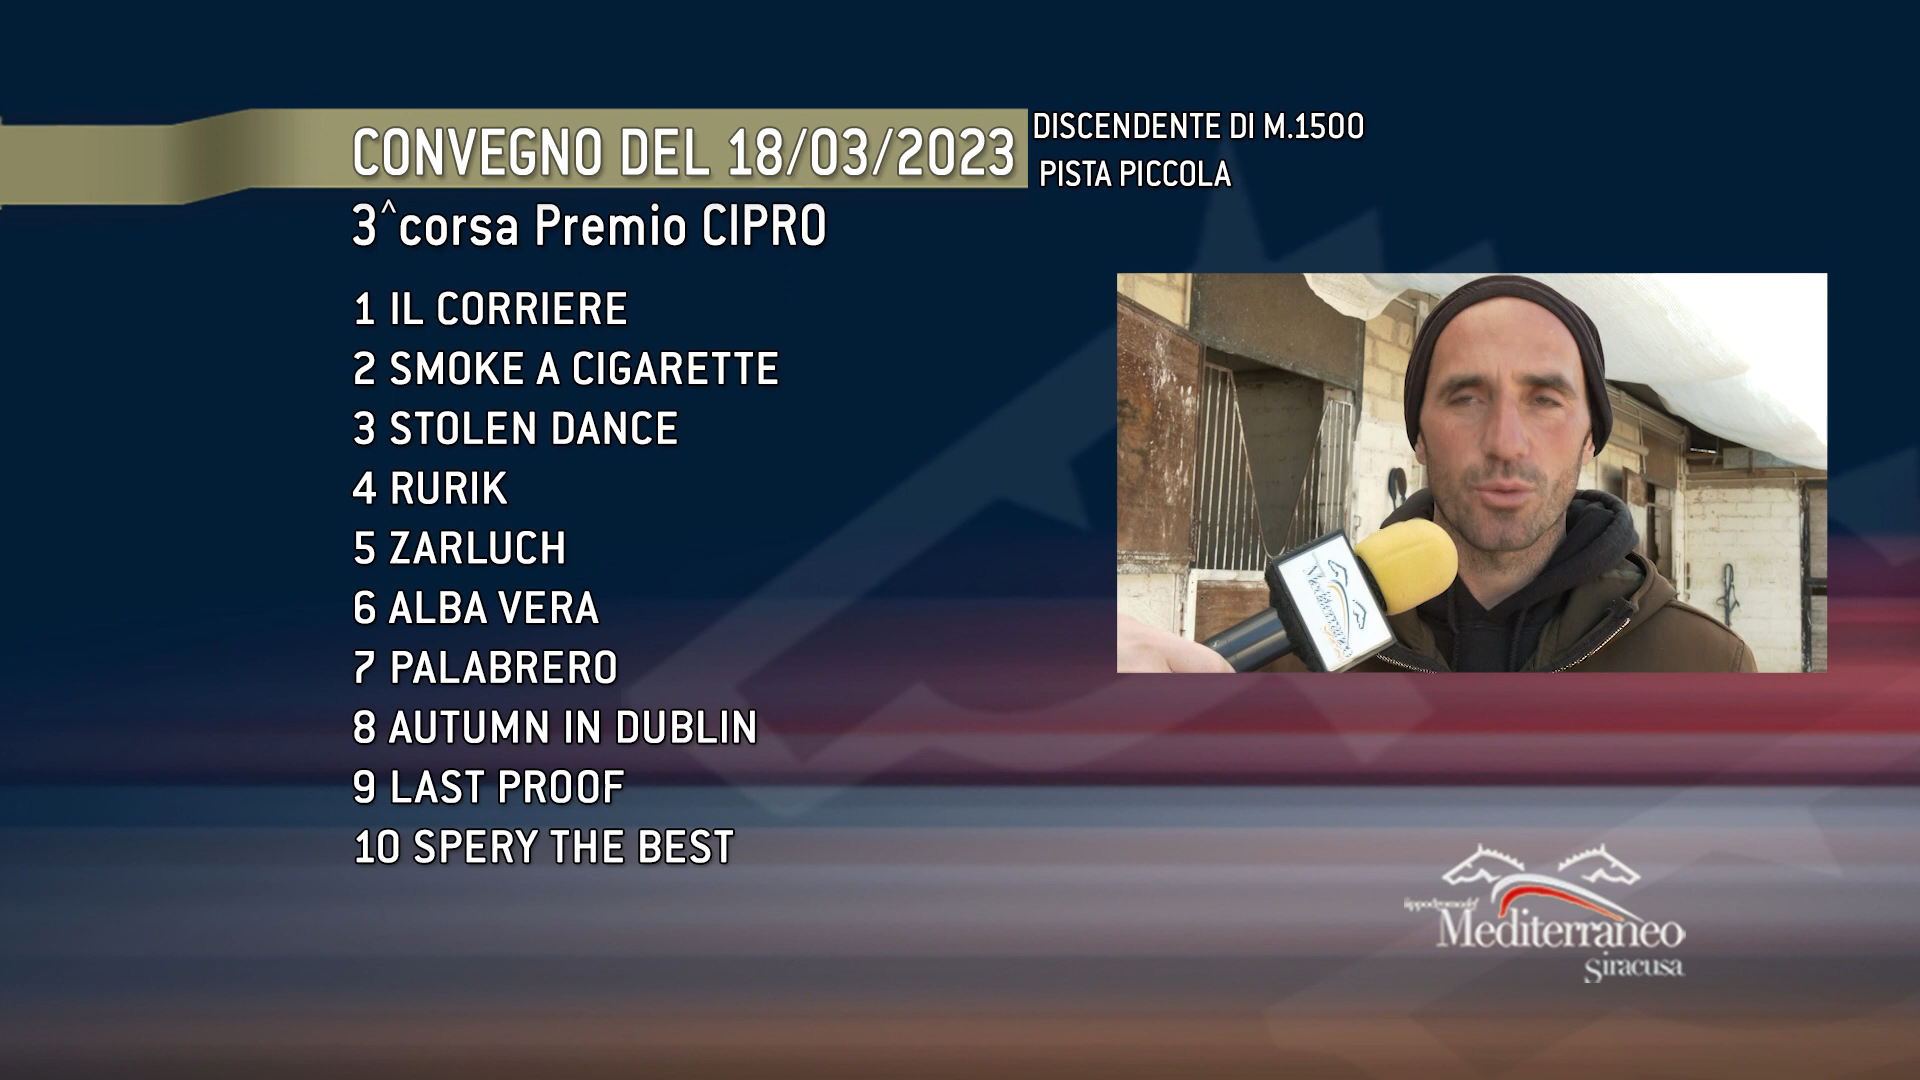 CONVEGNO DEL 18/03/2023
DISCENDENTE DI M.1500
PISTA PICCOLA
3^corsa Premio CIPRO
1 IL CORRIERE
2 SMOKE A CIGARETTE
3 STOLEN DANCE
4 RURIK
5 ZARLUCH
6 ALBA VERA
7 PALABRERO
8 AUTUMN IN DUBLIN
9 LAST PROOF
10 SPERY THE BEST
ippodromo del
Mediterraneo
Siracusa